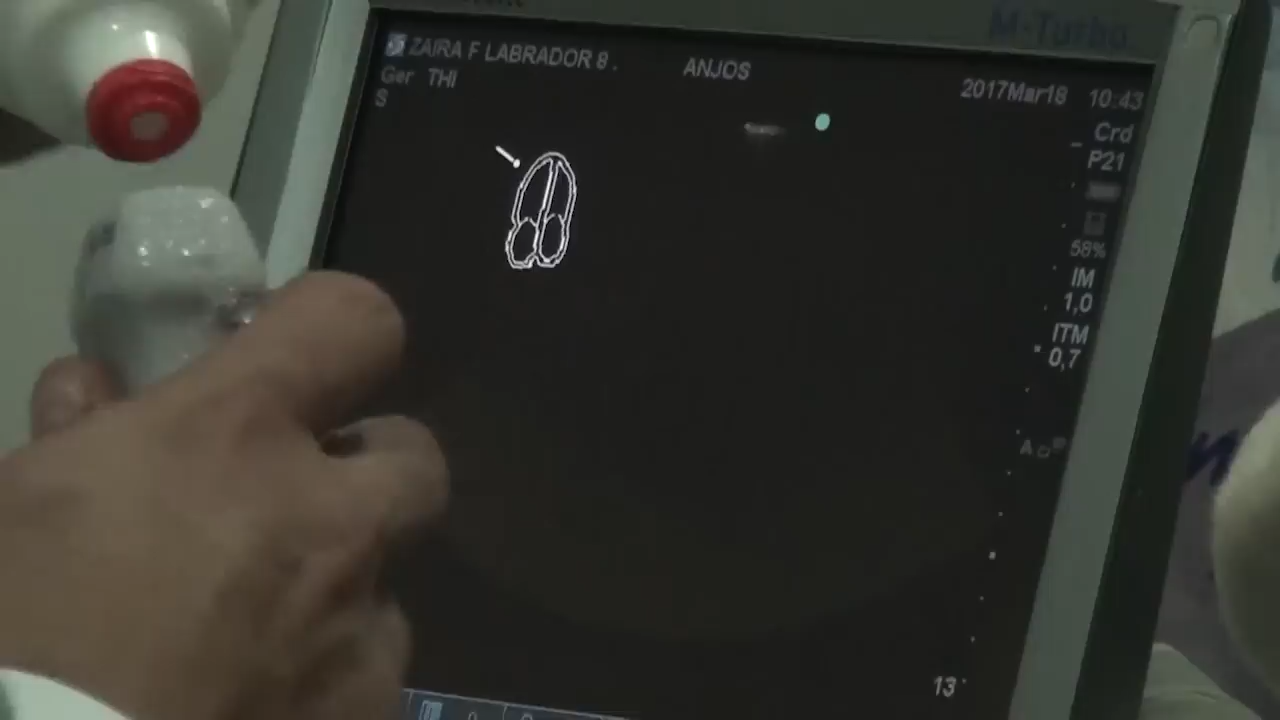 M-Turbo
ZAIRA F LABRADOR 8 .
ANJOS
2017Mar18 10:43
Ger THI
S
Crd
P21
58%
IM
1,0
ITM
0,7
A
13